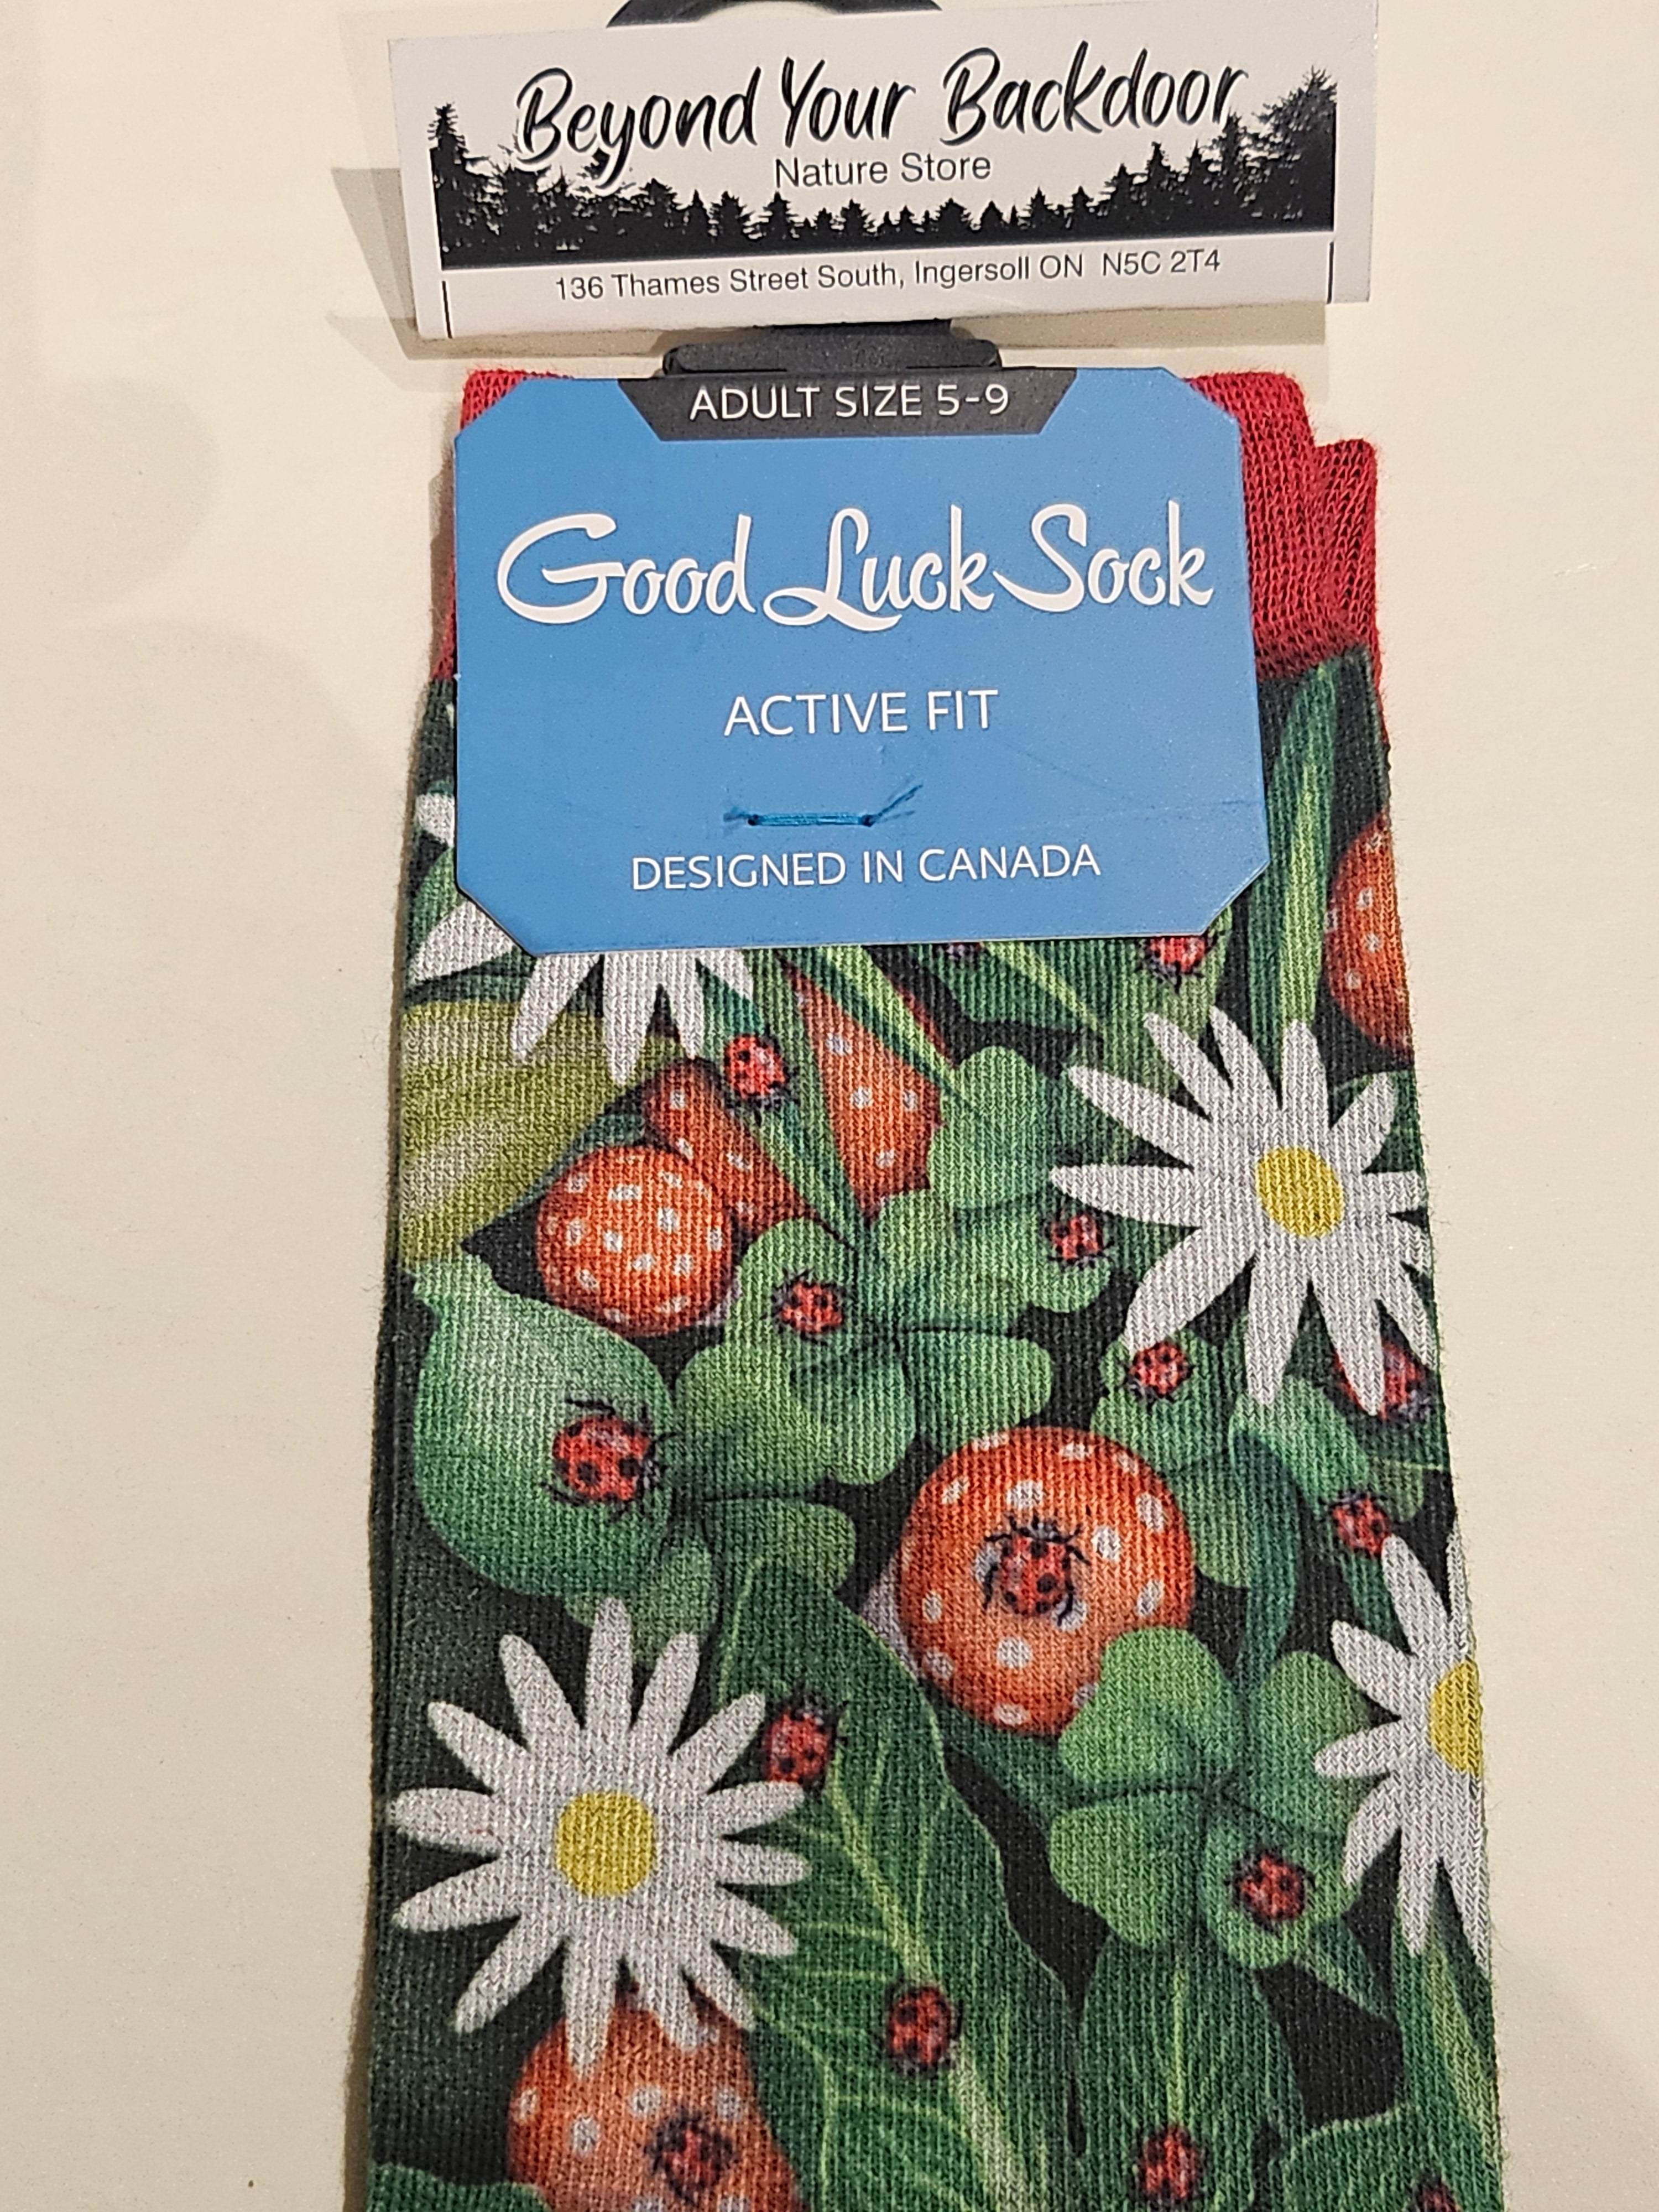 Beyond Your Backdoor
Nature Store
136 Thames Street South, Ingersoll ON N5C 2T4
ADULT SIZE 5-9
Good Luck Sock
ACTIVE FIT
DESIGNED IN CANADA